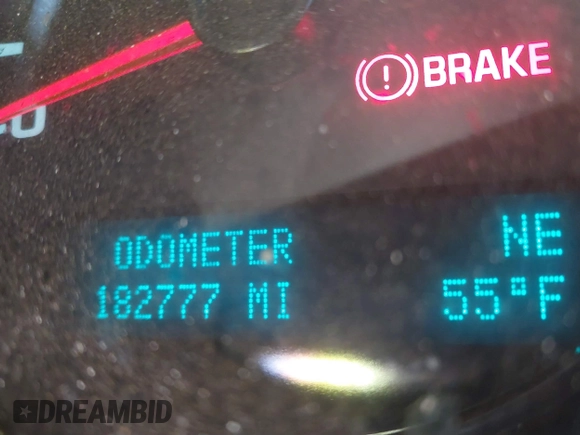 BRAKE
ODOMETER
182777 MI
NE
55°F
DREAMBID